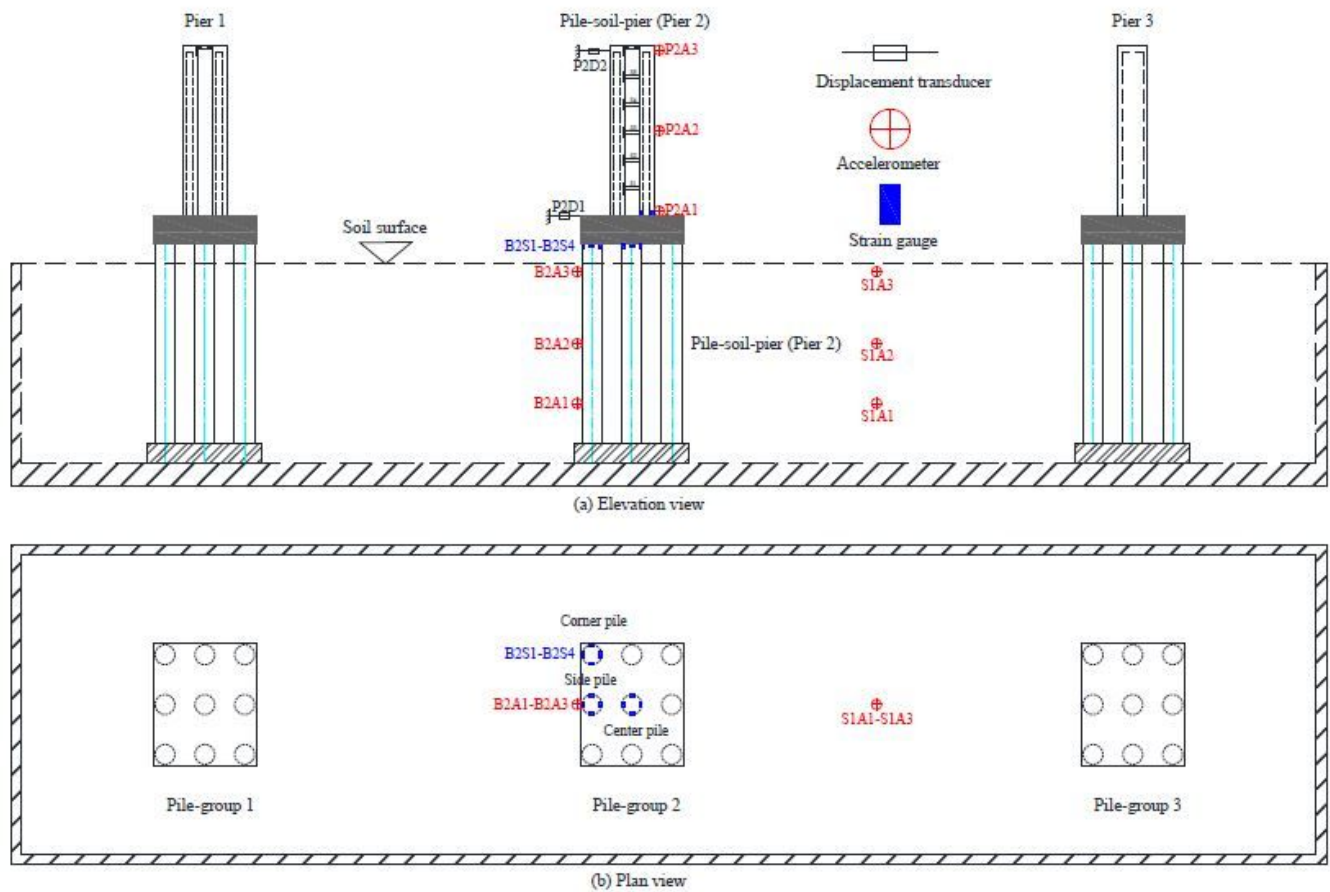 Pier 1
Pile-soil-pier (Pier 2)
Pier 3
P2D2
P2A3
Displacement transducer
P2A2
Accelerometer
P2D1
P2A1
Soil surface
Strain gauge
B2S1-B2S4
B2A3
S1A3
B2A2
Pile-soil-pier (Pier 2)
S1A2
B2A1
S1A1
(a) Elevation view
Corner pile
B2S1-B2S4
Side pile
B2A1-B2A3
S1A1-S1A3
Center pile
Pile-group 1
Pile-group 2
Pile-group 3
(b) Plan view